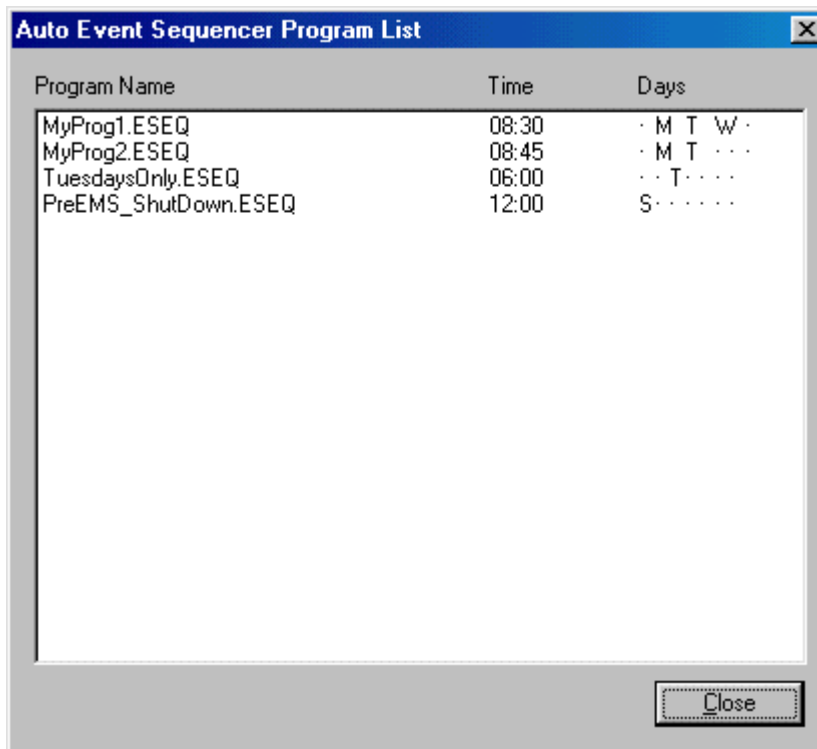 Auto Event Sequencer Program List
Program Name Time Days
MyProg1.ESEQ 08:30 · M T W ·
MyProg2.ESEQ 08:45 · M T · · ·
TuesdaysOnly.ESEQ 06:00 · · T · · · ·
PreEMS_ShutDown.ESEQ 12:00 S · · · · · ·
Close